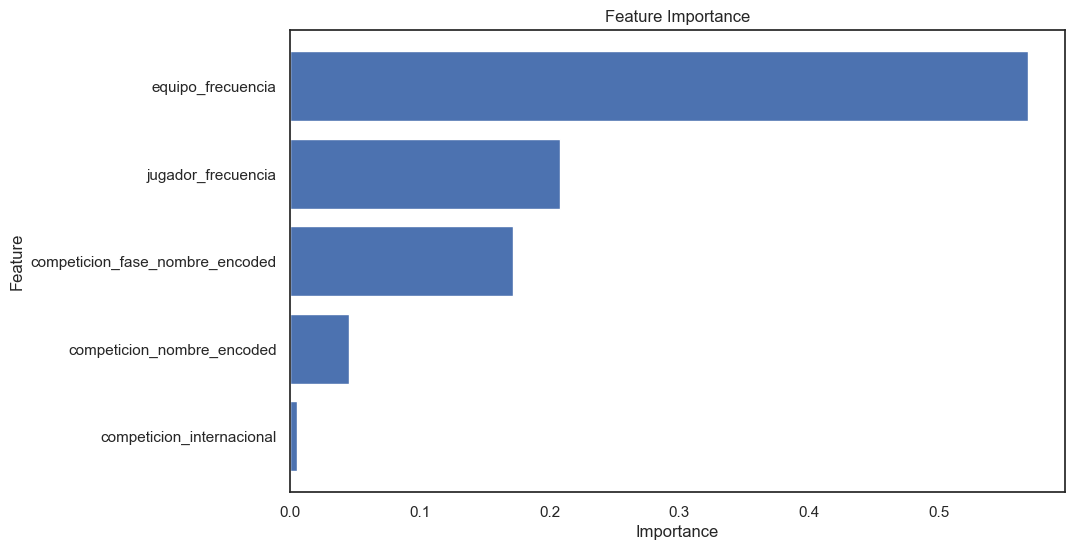 Feature Importance
equipo_frecuencia
jugador_frecuencia
competicion_fase_nombre_encoded
competicion_nombre_encoded
competicion_internacional
Feature
0.0 0.1 0.2 0.3 0.4 0.5
Importance